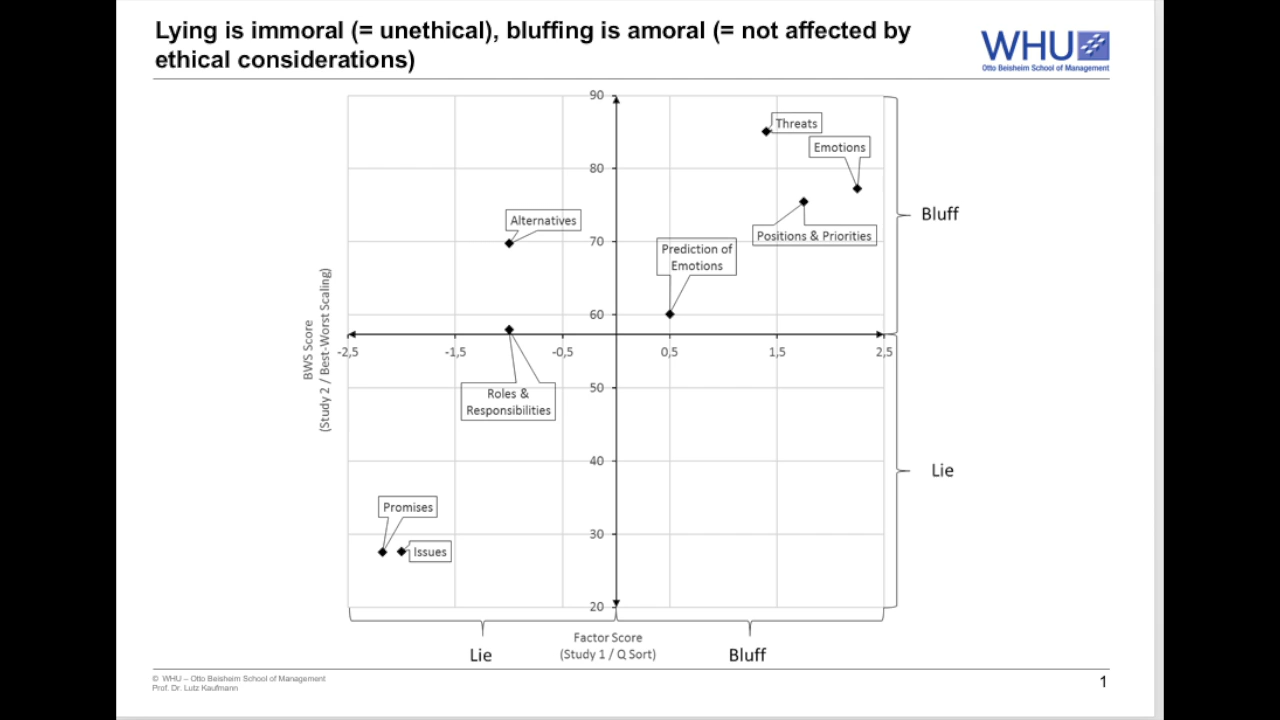 Lying is immoral (= unethical), bluffing is amoral (= not affected by
ethical considerations)
WHU
Otto Beisheim School of Management
90
Threats
Emotions
80
Bluff
Alternatives
Positions & Priorities
70
Prediction of
Emotions
60
-2,5
-1,5
-0,5
0,5
1,5
2,5
BWS Score
(Study 2 / Best-Worst Scaling)
50
Roles &
Responsibilities
40
Lie
Promises
30
Issues
20
Factor Score
(Study 1 / Q Sort)
Lie
Bluff
© WHU – Otto Beisheim School of Management
Prof. Dr. Lutz Kaufmann
1